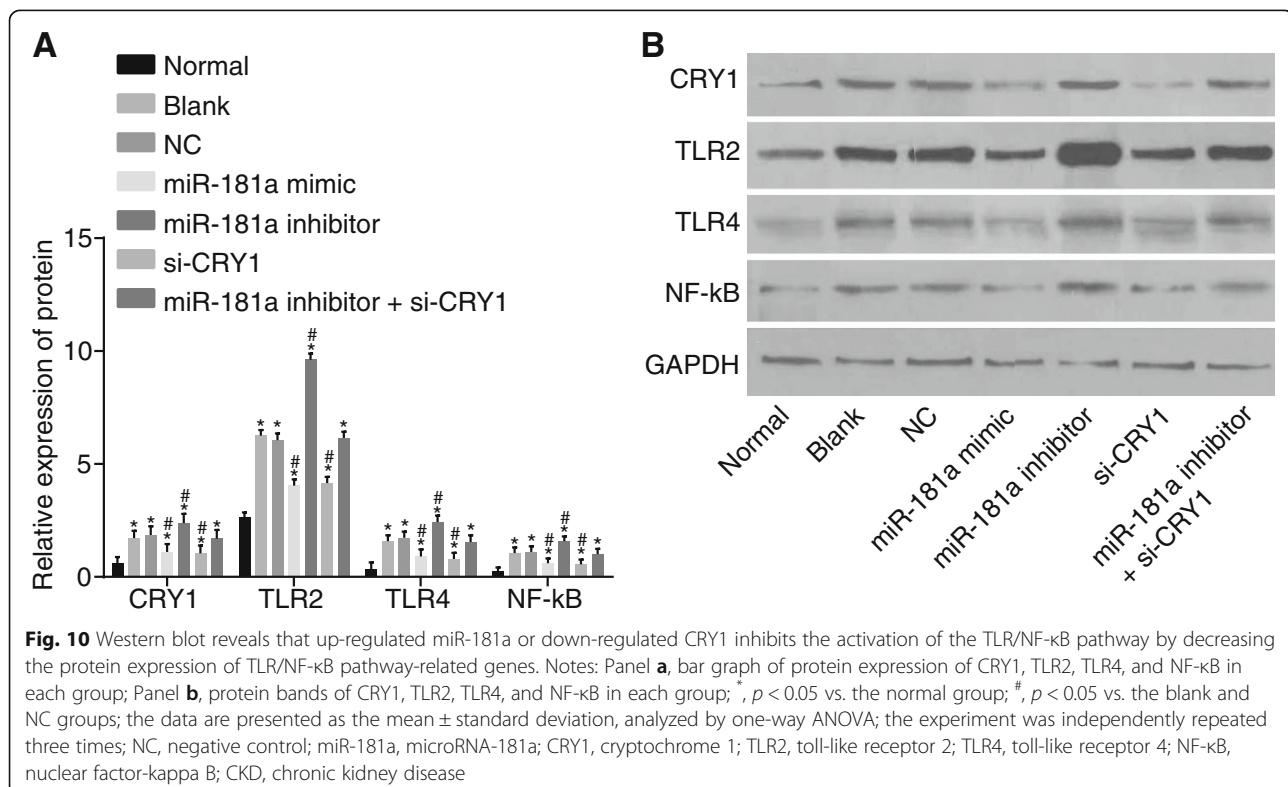 A
Normal
Blank
NC
miR-181a mimic
miR-181a inhibitor
si-CRY1
miR-181a inhibitor + si-CRY1
Relative expression of protein
15
10
5
0
* * #* #* #* *
* * #* #* #* *
* * #* #* #* *
* * #* #* #* *
CRY1 TLR2 TLR4 NF-kB
B
CRY1
TLR2
TLR4
NF-kB
GAPDH
Normal
Blank
NC
miR-181a mimic
miR-181a inhibitor
si-CRY1
miR-181a inhibitor
+ si-CRY1
Fig. 10 Western blot reveals that up-regulated miR-181a or down-regulated CRY1 inhibits the activation of the TLR/NF-κB pathway by decreasing
the protein expression of TLR/NF-κB pathway-related genes. Notes: Panel a, bar graph of protein expression of CRY1, TLR2, TLR4, and NF-κB in
each group; Panel b, protein bands of CRY1, TLR2, TLR4, and NF-κB in each group; *, p < 0.05 vs. the normal group; #, p < 0.05 vs. the blank and
NC groups; the data are presented as the mean ± standard deviation, analyzed by one-way ANOVA; the experiment was independently repeated
three times; NC, negative control; miR-181a, microRNA-181a; CRY1, cryptochrome 1; TLR2, toll-like receptor 2; TLR4, toll-like receptor 4; NF-κB,
nuclear factor-kappa B; CKD, chronic kidney disease